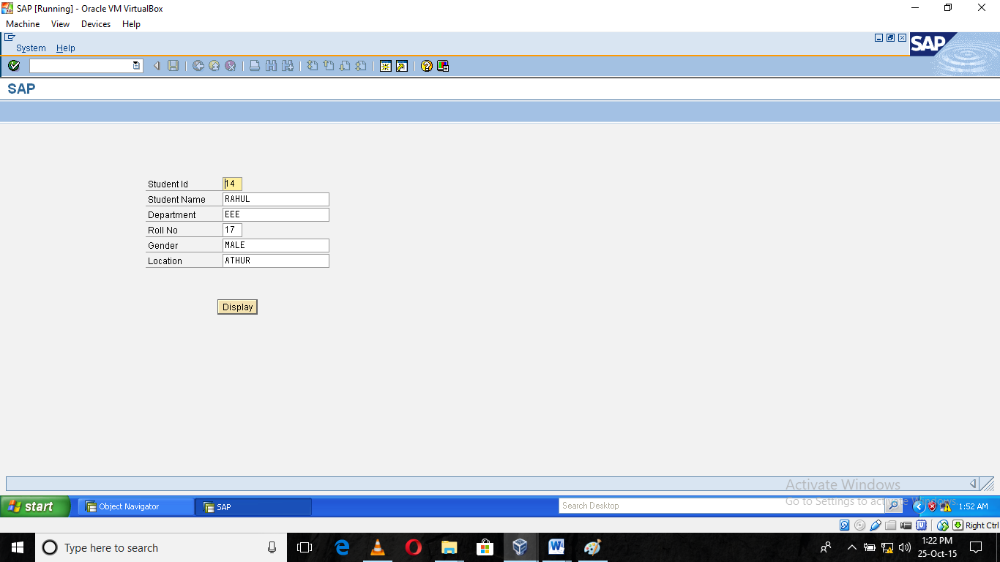 SAP [Running] - Oracle VM VirtualBox
Machine View Devices Help
System Help
SAP
SAP
Student Id 14
Student Name RAHUL
Department EEE
Roll No 17
Gender MALE
Location ATHUR
Display
Activate Windows
Go to Settings to activate Windows.
start Object Navigator SAP Search Desktop 1:52 AM
Right Ctrl
Type here to search 1:22 PM
25-Oct-15